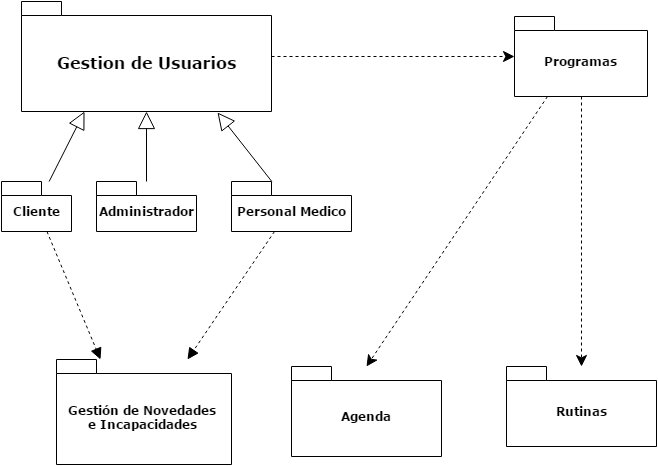 Gestion de Usuarios
Programas
Cliente
Administrador
Personal Medico
Gestión de Novedades
e Incapacidades
Agenda
Rutinas